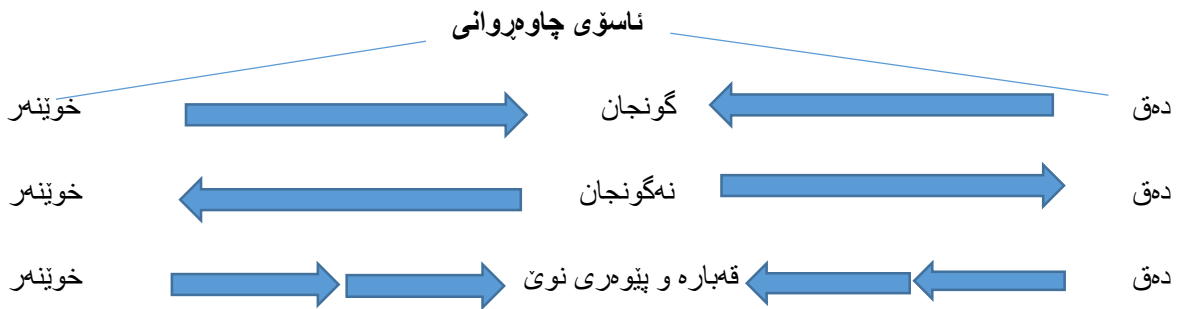 ئاسۆی چاوەڕوانی
دەق گونجان خوێنەر
دەق نەگونجان خوێنەر
دەق قەبارە و پێوەری نوێ خوێنەر